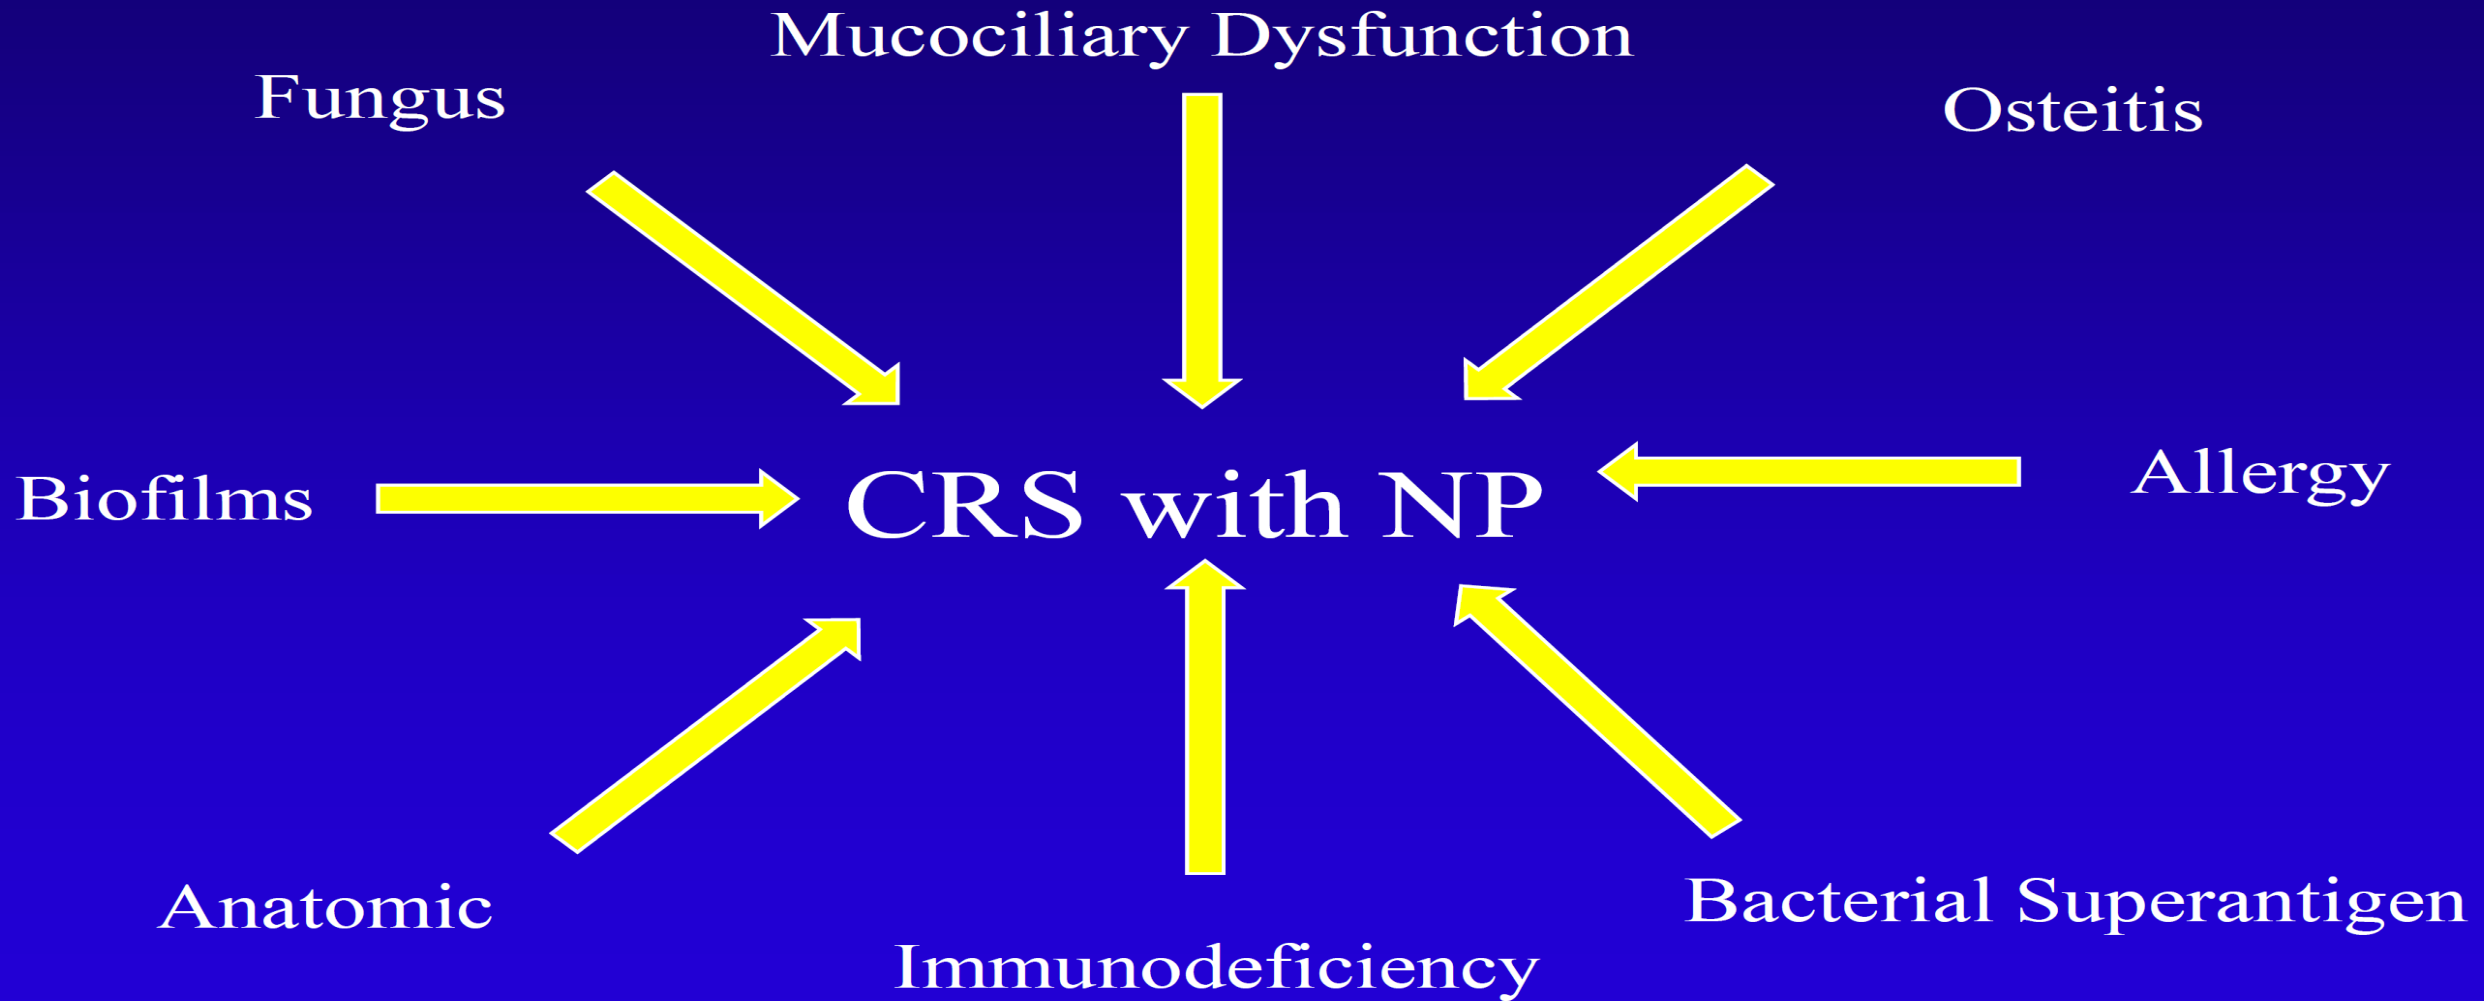 Mucociliary Dysfunction
Fungus
Osteitis
Biofilms
CRS with NP
Allergy
Anatomic
Bacterial Superantigen
Immunodeficiency